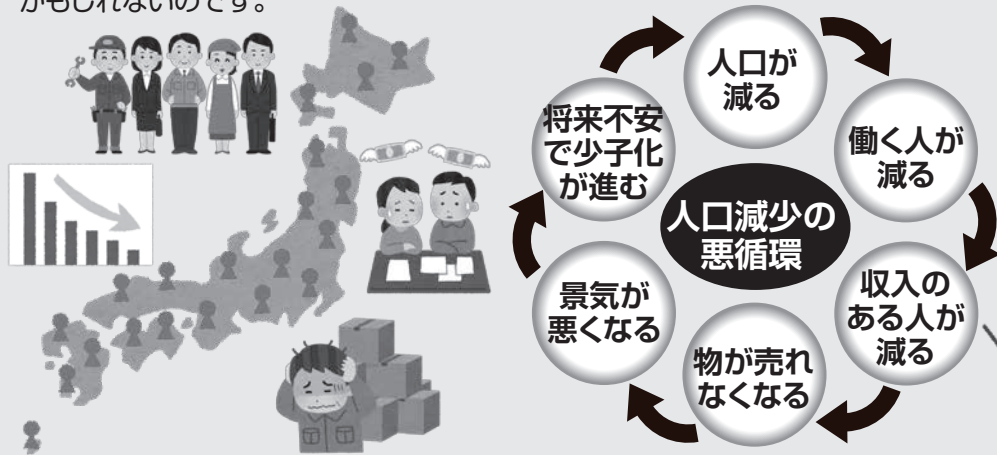 かもしれないのです。
人口が
減る
働く人が
減る
収入の
ある人が
減る
物が売れ
なくなる
景気が
悪くなる
将来不安
で少子化
が進む
人口減少の
悪循環